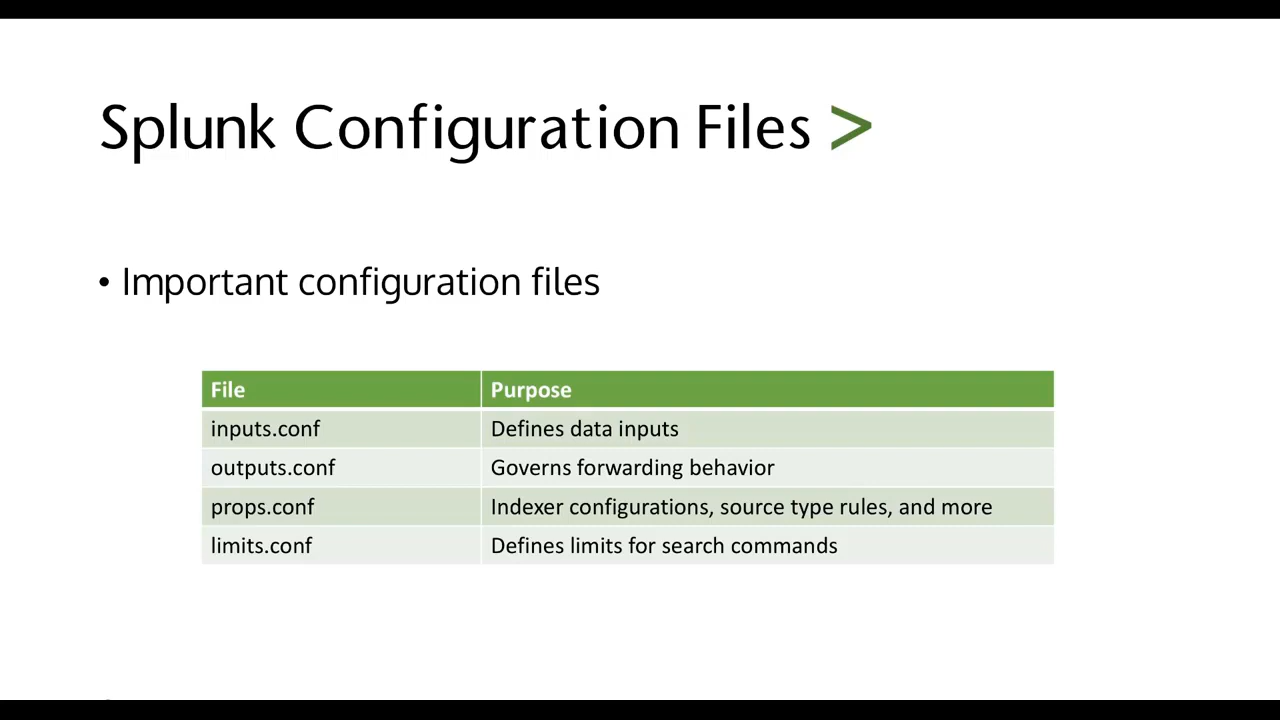 Splunk Configuration Files >
• Important configuration files
File Purpose
inputs.conf Defines data inputs
outputs.conf Governs forwarding behavior
props.conf Indexer configurations, source type rules, and more
limits.conf Defines limits for search commands